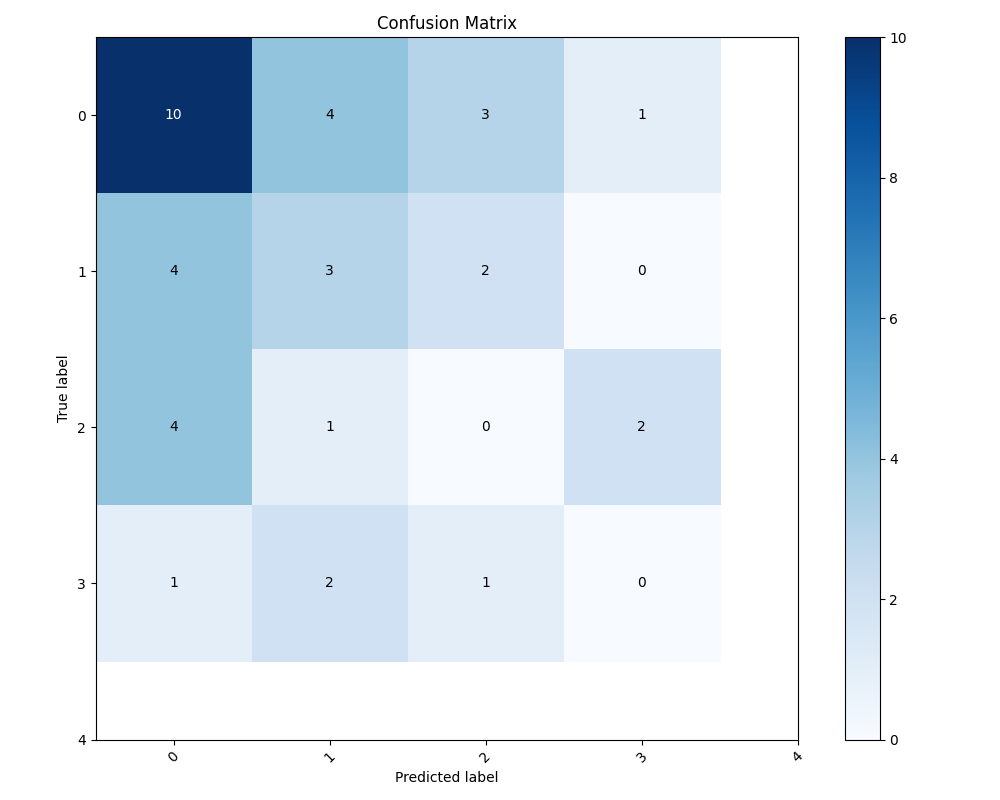 Confusion Matrix
0 10 4 3 1
1 4 3 2 0
2 4 1 0 2
3 1 2 1 0
4
0 1 2 3 4
Predicted label
True label
10
8
6
4
2
0